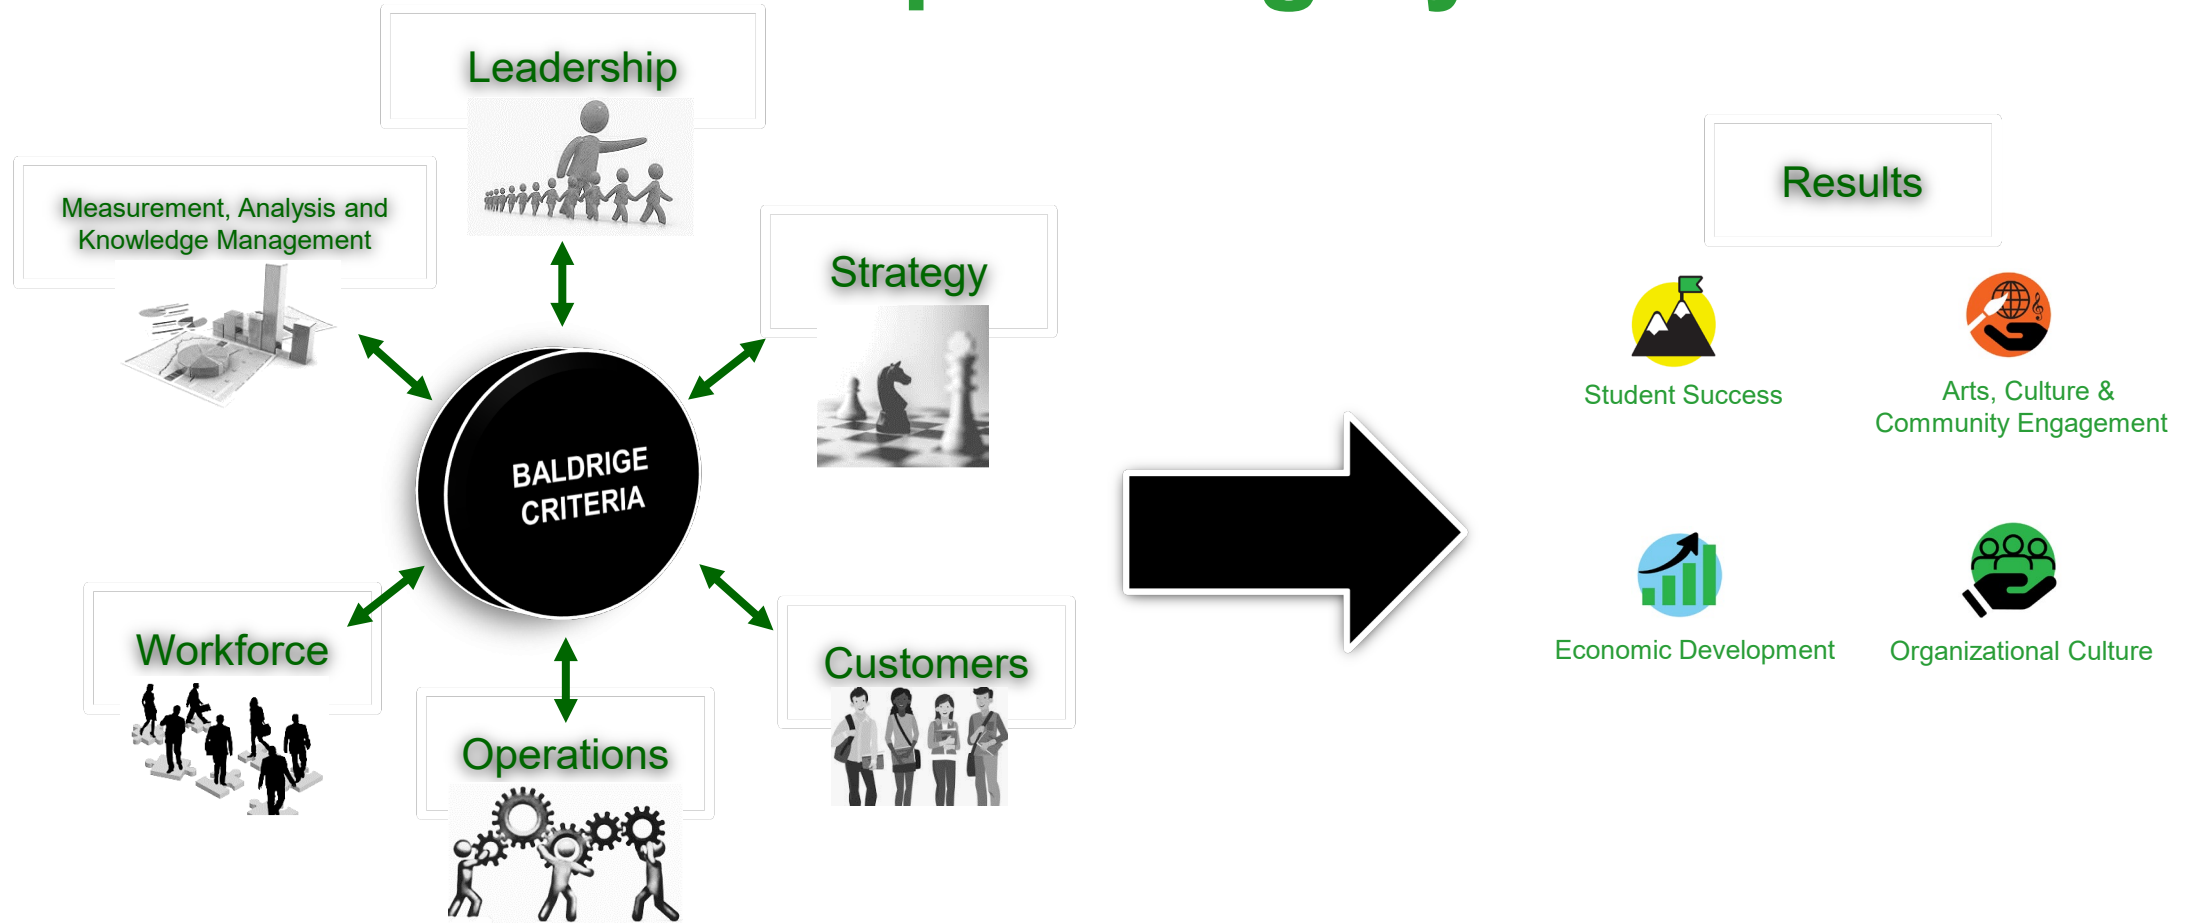 Leadership
Measurement, Analysis and
Knowledge Management
Strategy
BALDRIGE
CRITERIA
Workforce
Operations
Customers
Results
Student Success
Arts, Culture &
Community Engagement
Economic Development
Organizational Culture